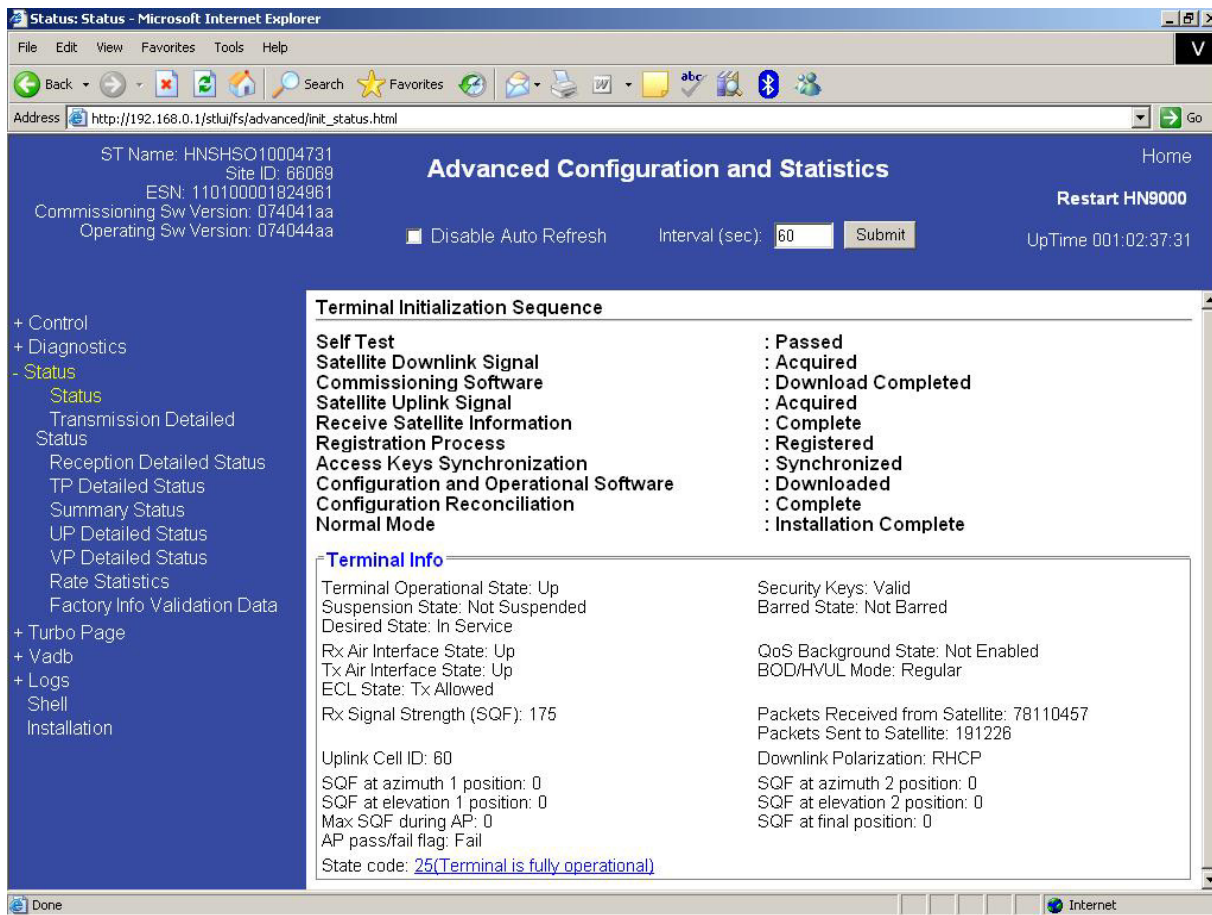 Status: Status - Microsoft Internet Explorer
File Edit View Favorites Tools Help
V
Back Search Favorites abc
Address http://192.168.0.1/stlui/fs/advanced/init_status.html Go
ST Name: HNSHSO10004731
Site ID: 66069
ESN: 110100001824961
Commissioning Sw Version: 074041aa
Operating Sw Version: 074044aa
Advanced Configuration and Statistics
Disable Auto Refresh Interval (sec): 60 Submit
Home
Restart HN9000
UpTime 001:02:37:31
+ Control
+ Diagnostics
- Status
Status
Transmission Detailed
Status
Reception Detailed Status
TP Detailed Status
Summary Status
UP Detailed Status
VP Detailed Status
Rate Statistics
Factory Info Validation Data
+ Turbo Page
+ Vadb
+ Logs
Shell
Installation
Terminal Initialization Sequence
Self Test : Passed
Satellite Downlink Signal : Acquired
Commissioning Software : Download Completed
Satellite Uplink Signal : Acquired
Receive Satellite Information : Complete
Registration Process : Registered
Access Keys Synchronization : Synchronized
Configuration and Operational Software : Downloaded
Configuration Reconciliation : Complete
Normal Mode : Installation Complete
Terminal Info
Terminal Operational State: Up Security Keys: Valid
Suspension State: Not Suspended Barred State: Not Barred
Desired State: In Service
Rx Air Interface State: Up QoS Background State: Not Enabled
Tx Air Interface State: Up BOD/HVUL Mode: Regular
ECL State: Tx Allowed
Rx Signal Strength (SQF): 175 Packets Received from Satellite: 78110457
Packets Sent to Satellite: 191226
Uplink Cell ID: 60 Downlink Polarization: RHCP
SQF at azimuth 1 position: 0 SQF at azimuth 2 position: 0
SQF at elevation 1 position: 0 SQF at elevation 2 position: 0
Max SQF during AP: 0 SQF at final position: 0
AP pass/fail flag: Fail
State code: 25(Terminal is fully operational)
Done Internet